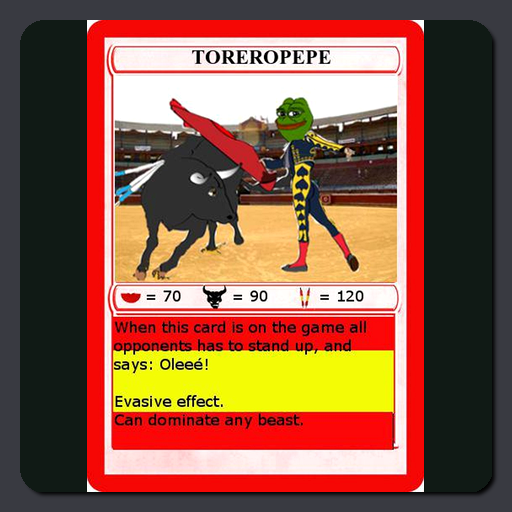 TOREROPEPE
= 70 = 90 = 120
When this card is on the game all
opponents has to stand up, and
says: Oleeé!
Evasive effect.
Can dominate any beast.